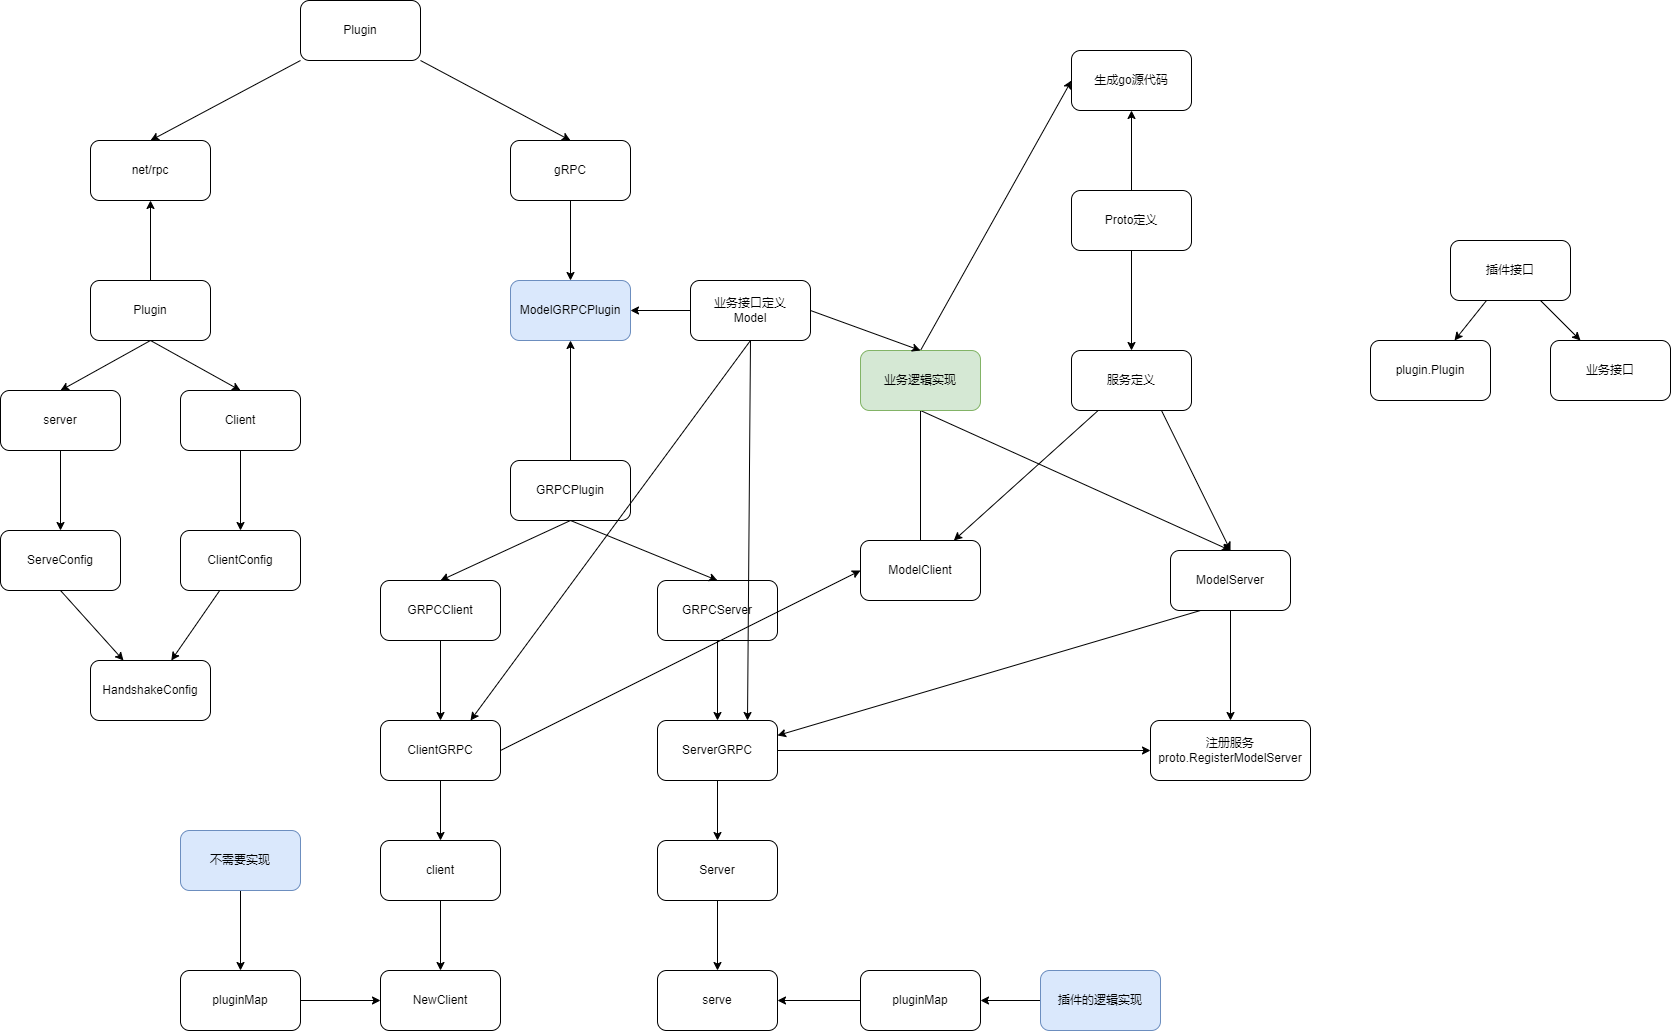 Plugin
生成go源代码
net/rpc
gRPC
Proto定义
插件接口
Plugin
ModelGRPCPlugin
业务接口定义
Model
业务逻辑实现
服务定义
plugin.Plugin
业务接口
server
Client
GRPCPlugin
ServeConfig
ClientConfig
ModelClient
ModelServer
GRPCClient
GRPCServer
HandshakeConfig
ClientGRPC
ServerGRPC
注册服务
proto.RegisterModelServer
不需要实现
client
Server
pluginMap
NewClient
serve
pluginMap
插件的逻辑实现